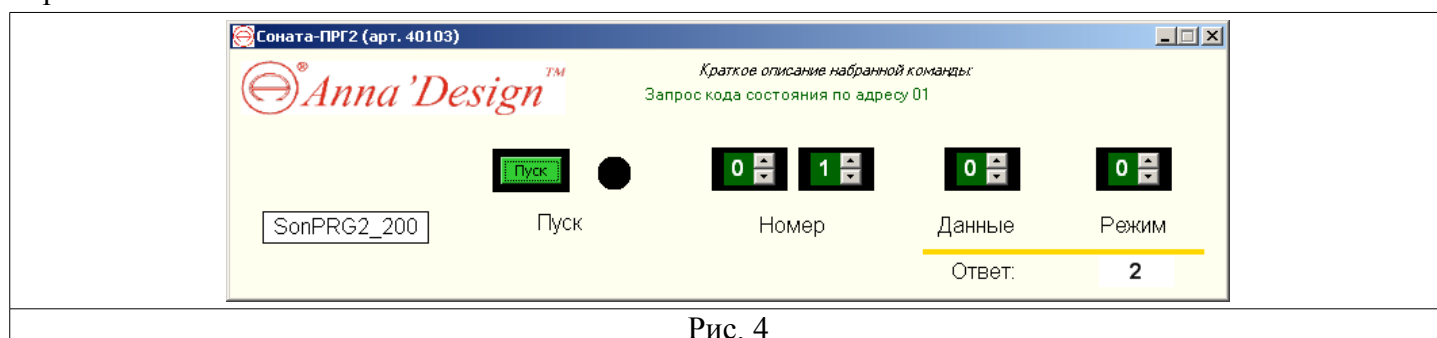 Соната-ПРГ2 (арт. 40103)
® Anna'Design™
Краткое описание набранной команды:
Запрос кода состояния по адресу 01
Пуск 0 1 0 0
SonPRG2_200 Пуск Номер Данные Режим
Ответ: 2
Рис. 4